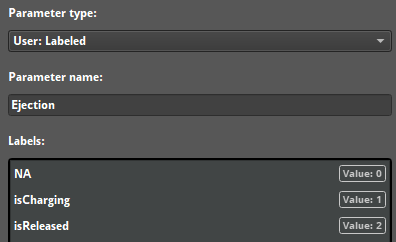 Parameter type:
User: Labeled
Parameter name:
Ejection
Labels:
NA Value: 0
isCharging Value: 1
isReleased Value: 2